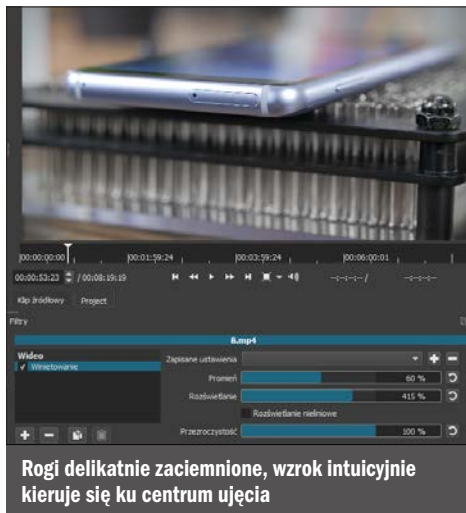 00:00:00:00 00:01:59:24 00:03:59:24 00:06:00:01
00:00:53:23 / 00:08:19:19 --:--:--:-- / --:--:--:--
Klip źródłowy Project
Filtry
6.mp4
Wideo Zapisane ustawienia
Winietowanie
Promień 60 %
Rozświetlanie 415 %
Rozświetlanie nieliniowe
Przezroczystość 100 %
Rogi delikatnie zaciemnione, wzrok intuicyjnie
kieruje się ku centrum ujęcia